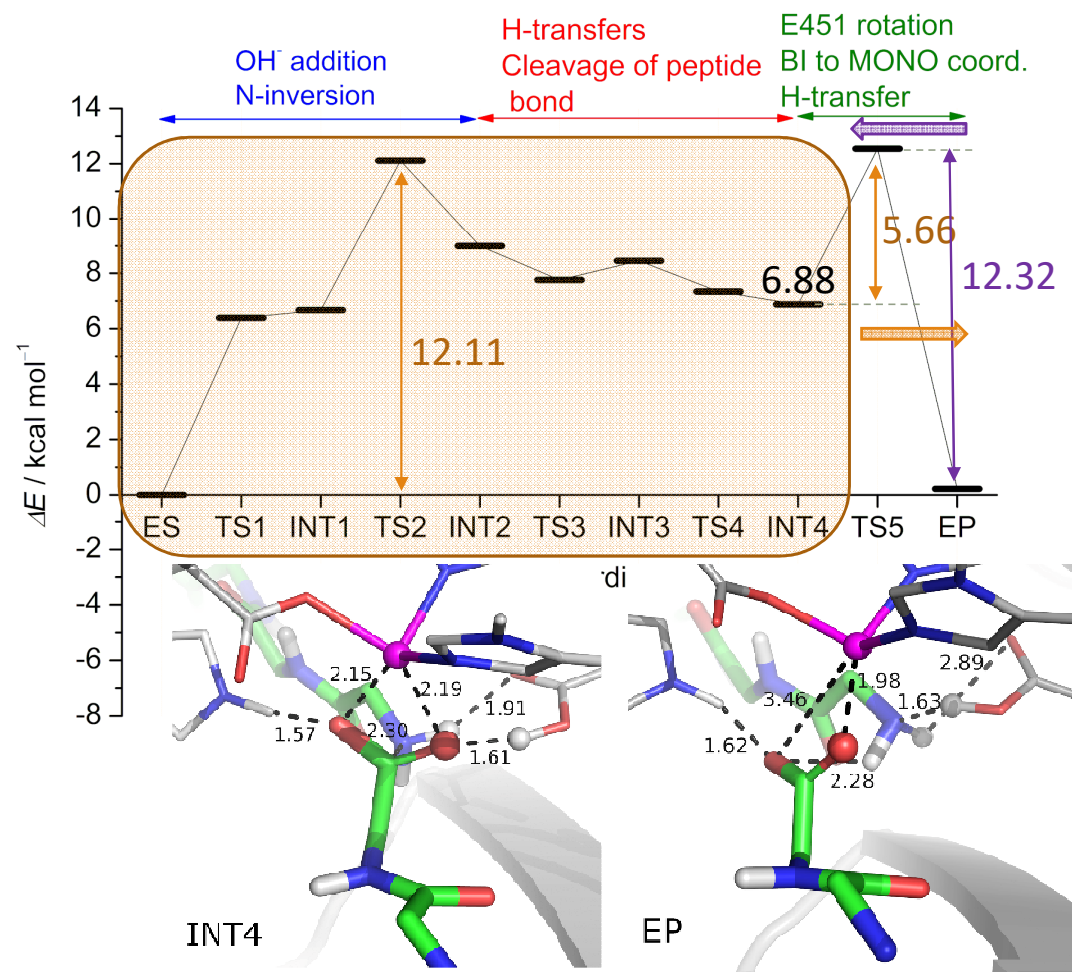 OH⁻ addition
N-inversion
H-transfers
Cleavage of peptide
bond
E451 rotation
BI to MONO coord.
H-transfer
14
12
10
8
6
4
2
0
-2
-4
-6
-8
ΔE / kcal mol⁻¹
12.11
6.88
5.66
12.32
ES TS1 INT1 TS2 INT2 TS3 INT3 TS4 INT4 TS5 EP
rdi
2.15
2.19
1.91
1.57
2.30
1.61
INT4
2.89
1.98
3.46
1.63
1.62
2.28
EP